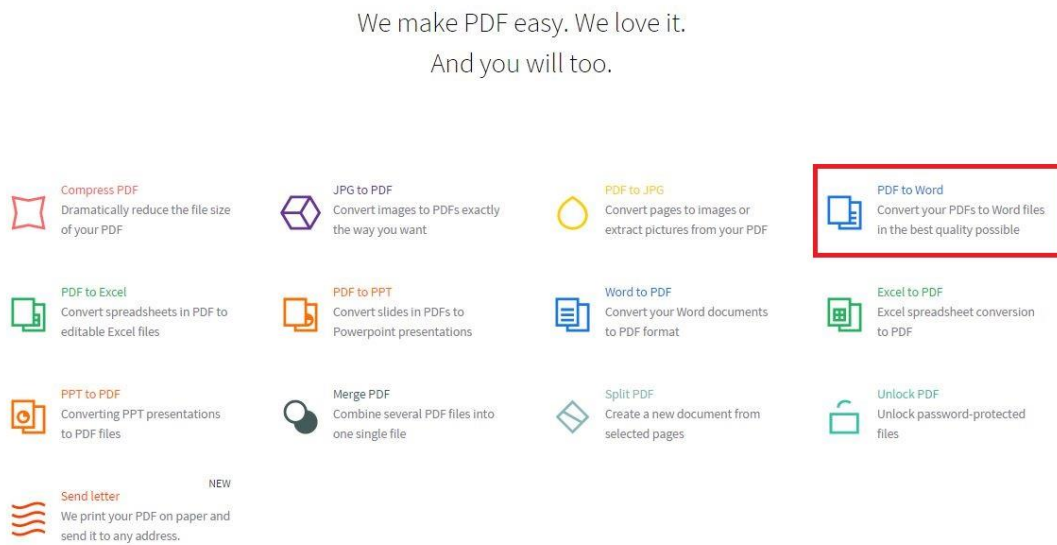 We make PDF easy. We love it.
And you will too.
Compress PDF
Dramatically reduce the file size
of your PDF
JPG to PDF
Convert images to PDFs exactly
the way you want
PDF to JPG
Convert pages to images or
extract pictures from your PDF
PDF to Word
Convert your PDFs to Word files
in the best quality possible
PDF to Excel
Convert spreadsheets in PDF to
editable Excel files
PDF to PPT
Convert slides in PDFs to
Powerpoint presentations
Word to PDF
Convert your Word documents
to PDF format
Excel to PDF
Excel spreadsheet conversion
to PDF
PPT to PDF
Converting PPT presentations
to PDF files
Merge PDF
Combine several PDF files into
one single file
Split PDF
Create a new document from
selected pages
Unlock PDF
Unlock password-protected
files
NEW
Send letter
We print your PDF on paper and
send it to any address.